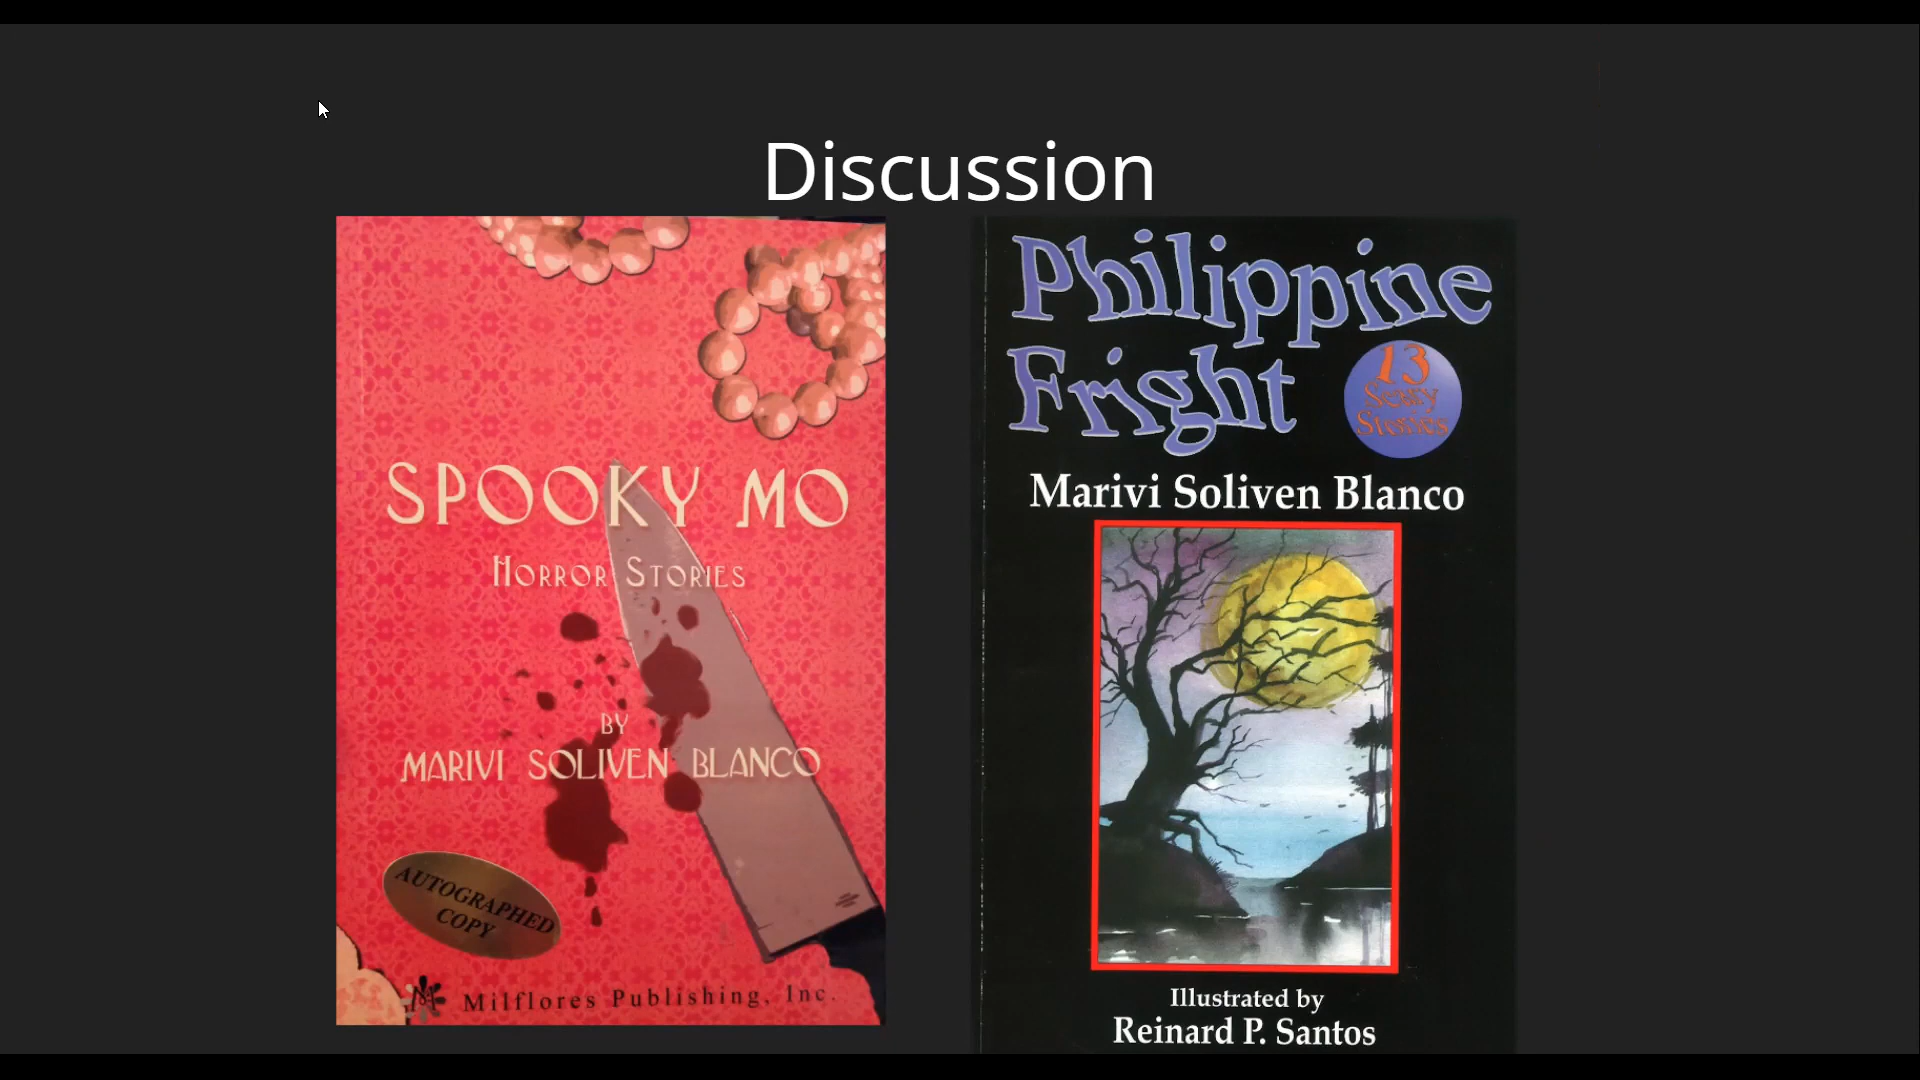 Discussion
SPOOKY MO
HORROR STORIES
BY
MARIVI SOLIVEN BLANCO
AUTOGRAPHED
COPY
Milflores Publishing, Inc.
Philippine
Fright
13
Scary
Stories
Marivi Soliven Blanco
Illustrated by
Reinard P. Santos